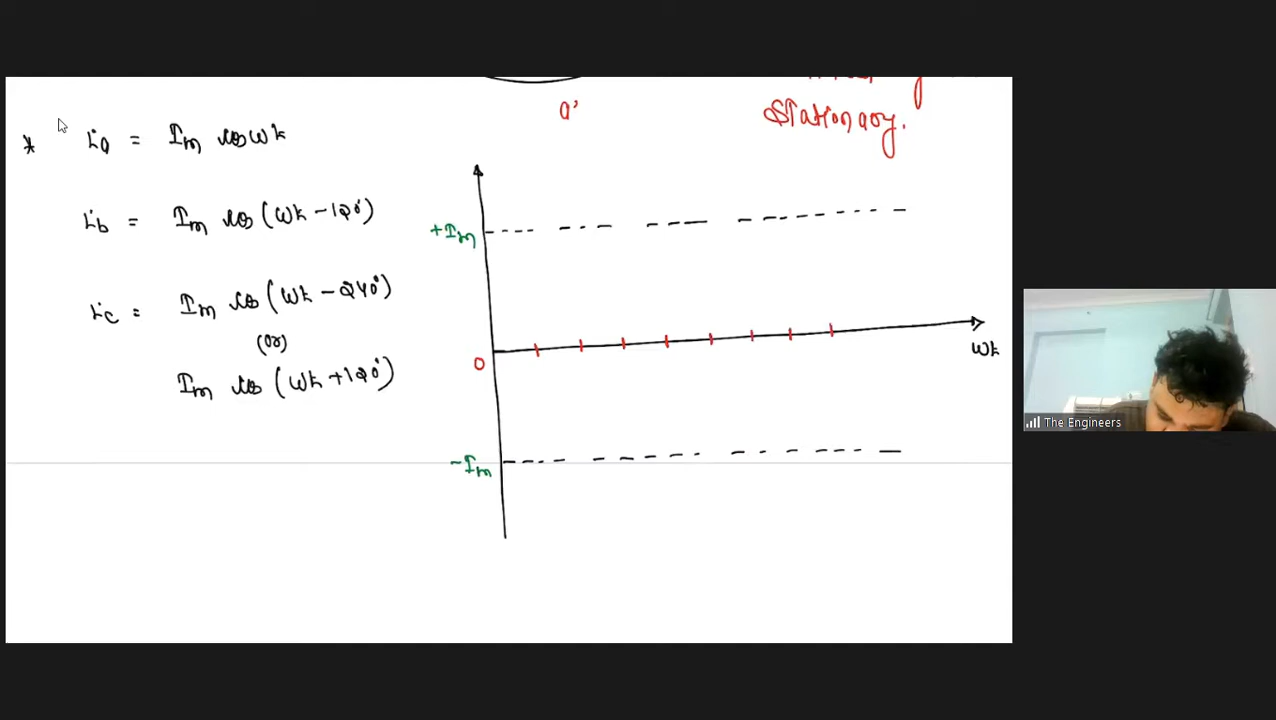 a'
Stationary.
* ia = Im cosωt
ib = Im cos (ωt - 120°)
ic = Im cos (ωt - 240°)
(or)
Im cos (ωt + 120°)
+Im
0
ωt
-Im
The Engineers